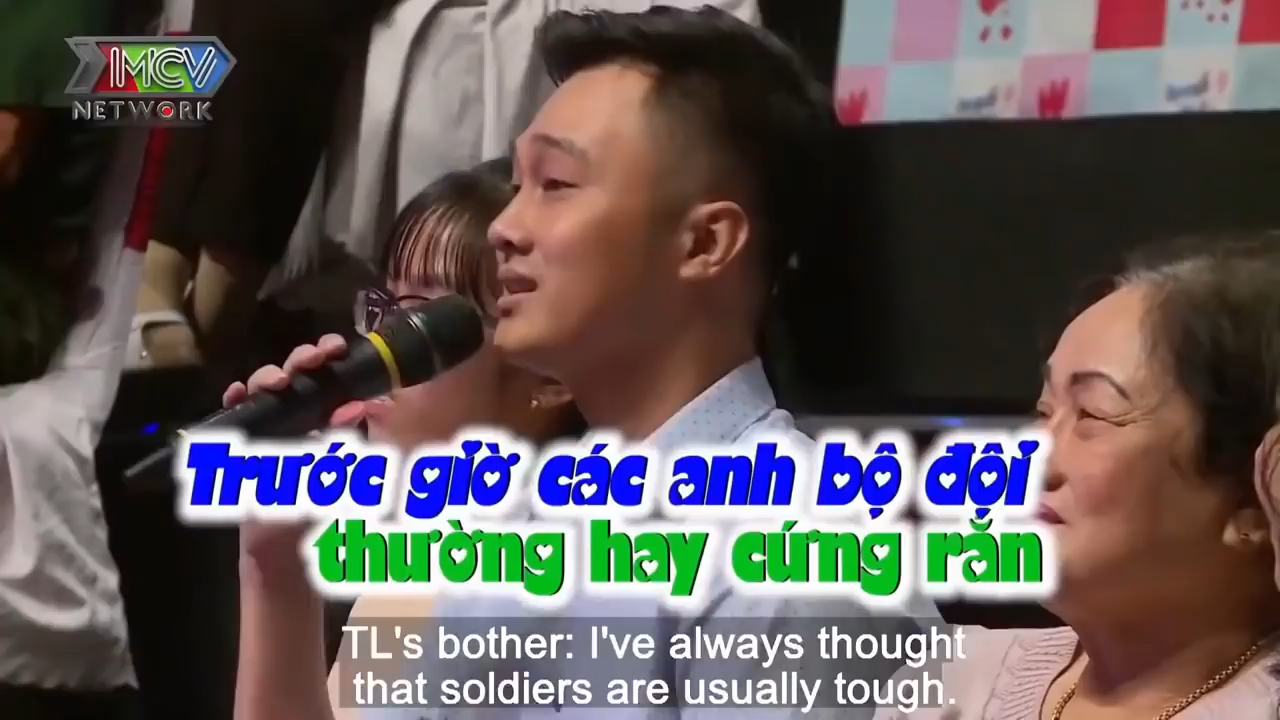 MCV
NETWORK
Trước giờ các anh bộ đội
thường hay cứng rắn
TL's bother: I've always thought
that soldiers are usually tough.